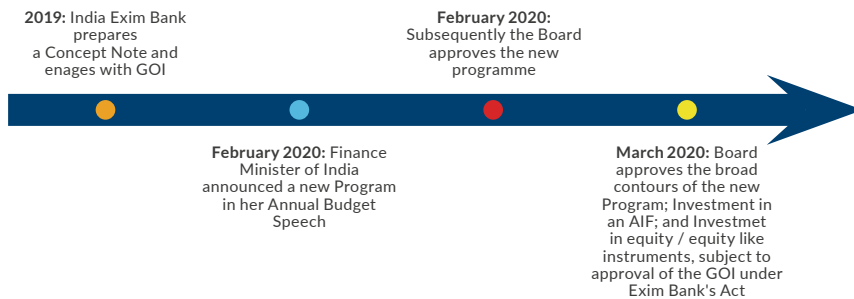 2019: India Exim Bank
prepares
a Concept Note and
enages with GOI
February 2020: Finance
Minister of India
announced a new Program
in her Annual Budget
Speech
February 2020:
Subsequently the Board
approves the new
programme
March 2020: Board
approves the broad
contours of the new
Program; Investment in
an AIF; and Investmet
in equity / equity like
instruments, subject to
approval of the GOI under
Exim Bank's Act